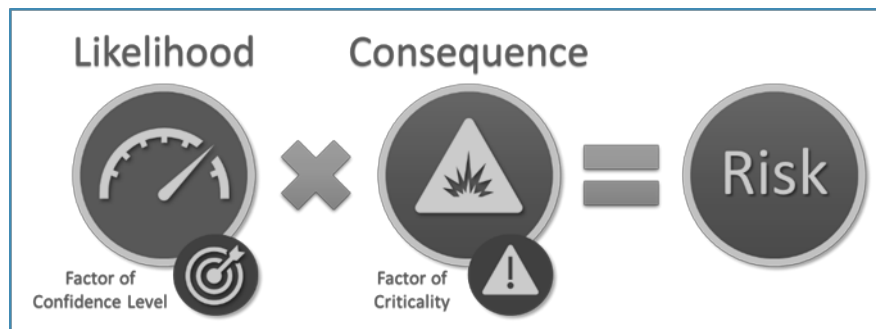 Likelihood
Consequence
Risk
Factor of
Confidence Level
Factor of
Criticality